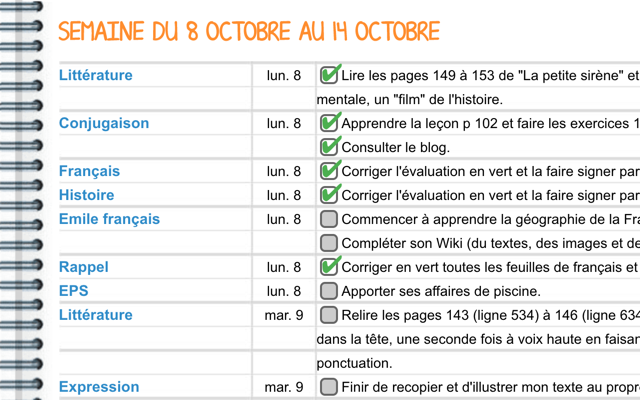 SEMAINE DU 8 OCTOBRE AU 14 OCTOBRE
Littérature lun. 8 Lire les pages 149 à 153 de "La petite sirène" et
mentale, un "film" de l'histoire.
Conjugaison lun. 8 Apprendre la leçon p 102 et faire les exercices 1
Consulter le blog.
Français lun. 8 Corriger l'évaluation en vert et la faire signer par
Histoire lun. 8 Corriger l'évaluation en vert et la faire signer par
Emile français lun. 8 Commencer à apprendre la géographie de la Fra
Compléter son Wiki (du textes, des images et de
Rappel lun. 8 Corriger en vert toutes les feuilles de français et
EPS lun. 8 Apporter ses affaires de piscine.
Littérature mar. 9 Relire les pages 143 (ligne 534) à 146 (ligne 634
dans la tête, une seconde fois à voix haute en faisan
ponctuation.
Expression mar. 9 Finir de recopier et d'illustrer mon texte au propr